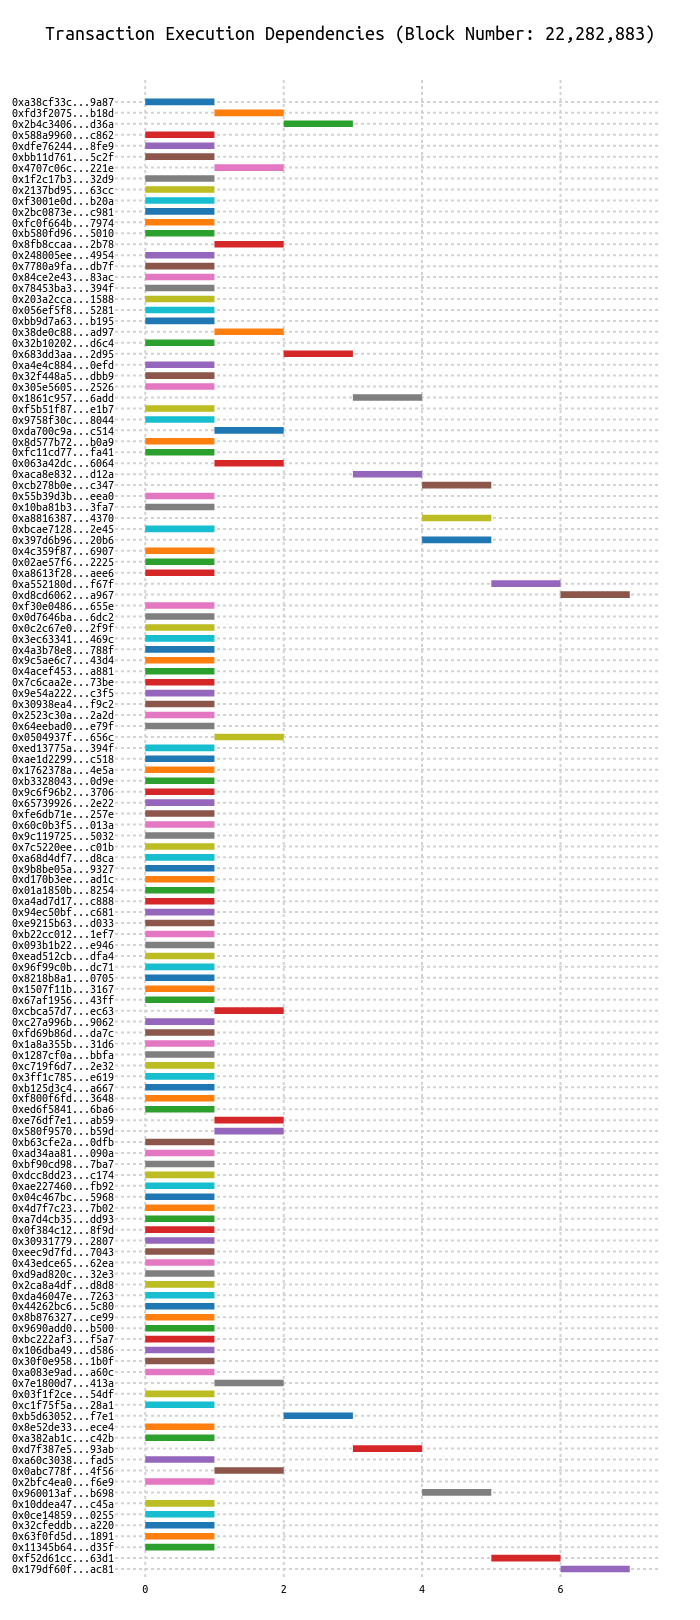 Transaction Execution Dependencies (Block Number: 22,282,883)
0xa38cf33c...9a87
0xfd3f2075...b18d
0x2b4c3406...d36a
0x588a9960...c862
0xdfe76244...8fe9
0xbb11d761...5c2f
0x4707c06c...221e
0x1f2c17b3...32d9
0x2137bd95...63cc
0xf3001e0d...b20a
0x2bc0873e...c981
0xfc0f664b...7974
0xb580fd96...5010
0x8fb8ccaa...2b78
0x248005ee...4954
0x7780a9fa...db7f
0x84ce2e43...83ac
0x78453ba3...394f
0x203a2cca...1588
0x056ef5f8...5281
0xbb9d7a63...b195
0x38de0c88...ad97
0x32b10202...d6c4
0x683dd3aa...2d95
0xa4e4c884...0efd
0x32f448a5...dbb9
0x305e5605...2526
0x1861c957...6add
0xf5b51f87...e1b7
0x9758f30c...8044
0xda700c9a...c514
0x8d577b72...b0a9
0xfc11cd77...fa41
0x063a42dc...6064
0xaca8e832...d12a
0xcb278b0e...c347
0x55b39d3b...eea0
0x10ba81b3...3fa7
0xa8816387...4370
0xbcae7128...2e45
0x397d6b96...20b6
0x4c359f87...6907
0x02ae57f6...2225
0xa8613f28...aee6
0xa552180d...f67f
0xd8cd6062...a967
0xf30e0486...655e
0x0d7646ba...6dc2
0x0c2c67e0...2f9f
0x3ec63341...469c
0x4a3b78e8...788f
0x9c5ae6c7...43d4
0x4acef453...a881
0x7c6caa2e...73be
0x9e54a222...c3f5
0x30938ea4...f9c2
0x2523c30a...2a2d
0x64eebad0...e79f
0x0504937f...656c
0xed13775a...394f
0xae1d2299...c518
0x1762378a...4e5a
0xb3328043...0d9e
0x9c6f96b2...3706
0x65739926...2e22
0xfe6db71e...257e
0x60c0b3f5...013a
0x9c119725...5032
0x7c5220ee...c01b
0xa68d4df7...d8ca
0x9b8be05a...9327
0xd170b3ee...ad1c
0x01a1850b...8254
0xa4ad7d17...c888
0x94ec50bf...c681
0xe9215b63...d033
0xb22cc012...1ef7
0x093b1b22...e946
0xead512cb...dfa4
0x96f99c0b...dc71
0x8218b8a1...0705
0x1507f11b...3167
0x67af1956...43ff
0xcbca57d7...ec63
0xc27a996b...9062
0xfd69b86d...da7c
0x1a8a355b...31d6
0x1287cf0a...bbfa
0xc719f6d7...2e32
0x3ff1c785...e619
0xb125d3c4...a667
0xf800f6fd...3648
0xed6f5841...6ba6
0xe76df7e1...ab59
0x580f9570...b59d
0xb63cfe2a...0dfb
0xad34aa81...090a
0xbf90cd98...7ba7
0xdcc8dd23...c174
0xae227460...fb92
0x04c467bc...5968
0x4d7f7c23...7b02
0xa7d4cb35...dd93
0x0f384c12...8f9d
0x30931779...2807
0xeec9d7fd...7043
0x43edce65...62ea
0xd9ad820c...32e3
0x2ca8a4df...d8d8
0xda46047e...7263
0x44262bc6...5c80
0x8b876327...ce99
0x9690add0...b500
0xbc222af3...f5a7
0x106dba49...d586
0x30f0e958...1b0f
0xa083e9ad...a60c
0x7e1800d7...413a
0x03f1f2ce...54df
0xc1f75f5a...28a1
0xb5d63052...f7e1
0x8e52de33...ece4
0xa382ab1c...c42b
0xd7f387e5...93ab
0xa60c3038...fad5
0x0abc778f...4f56
0x2bfc4ea0...f6e9
0x960013af...b698
0x10ddea47...c45a
0x0ce14859...0255
0x32cfeddb...a220
0x63f0fd5d...1891
0x11345b64...d35f
0xf52d61cc...63d1
0x179df60f...ac81
0 2 4 6